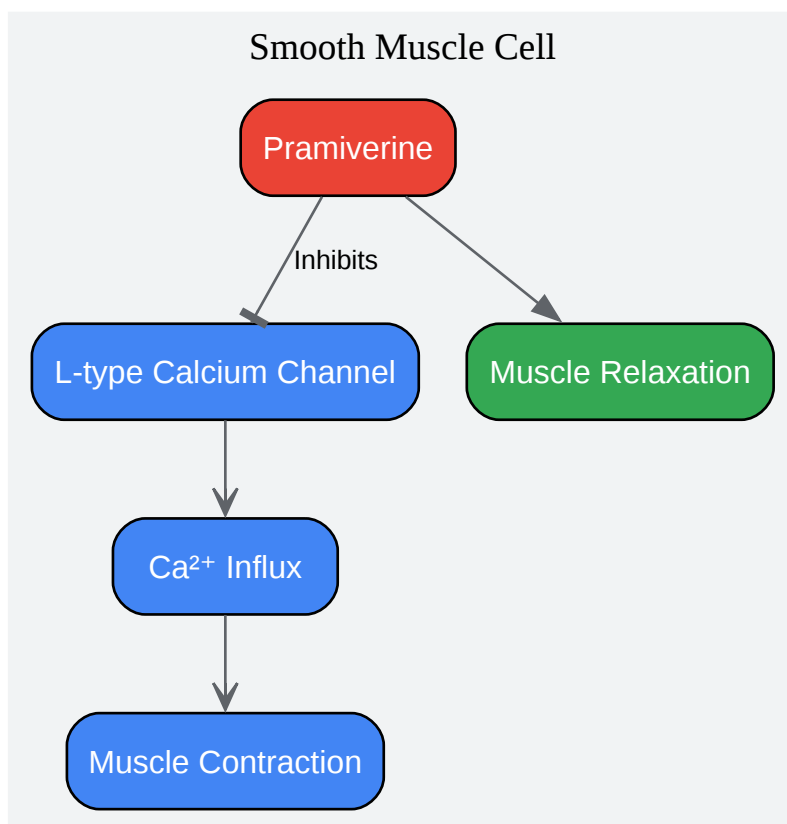 Smooth Muscle Cell
Pramiverine
Inhibits
L-type Calcium Channel
Muscle Relaxation
Ca²⁺ Influx
Muscle Contraction